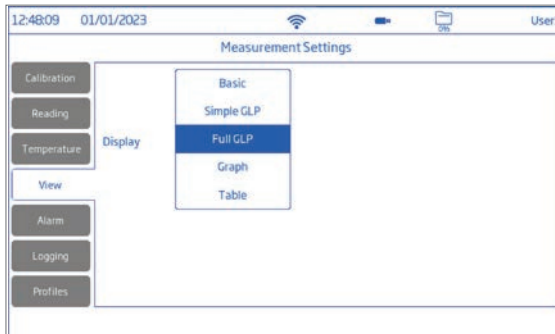 12:48:09 01/01/2023 0% User
Measurement Settings
Calibration
Reading
Temperature
View
Alarm
Logging
Profiles
Display
Basic
Simple GLP
Full GLP
Graph
Table